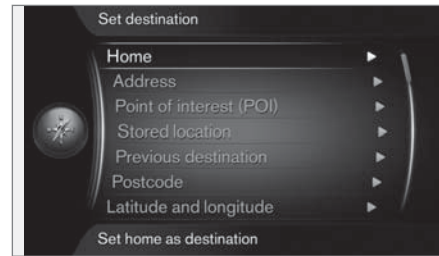 Set destination
Home
Address
Point of interest (POI)
Stored location
Previous destination
Postcode
Latitude and longitude
Set home as destination